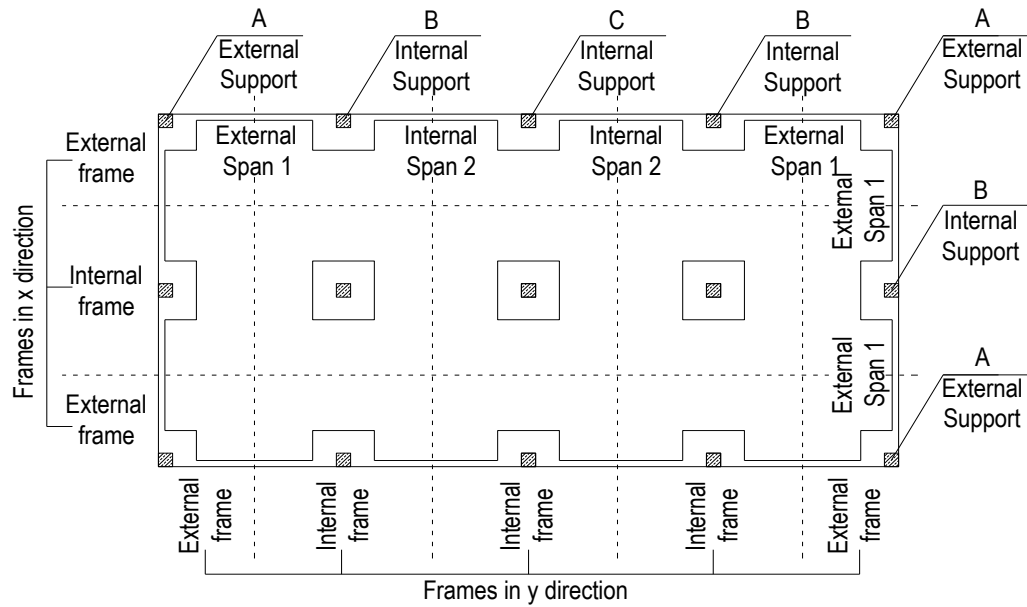 A
External
Support
B
Internal
Support
C
Internal
Support
B
Internal
Support
A
External
Support
External
frame
External
Span 1
Internal
Span 2
Internal
Span 2
External
Span 1
External
Span 1
B
Internal
Support
Frames in x direction
Internal
frame
External
Span 1
A
External
Support
External
frame
External
frame
Internal
frame
Internal
frame
Internal
frame
External
frame
Frames in y direction